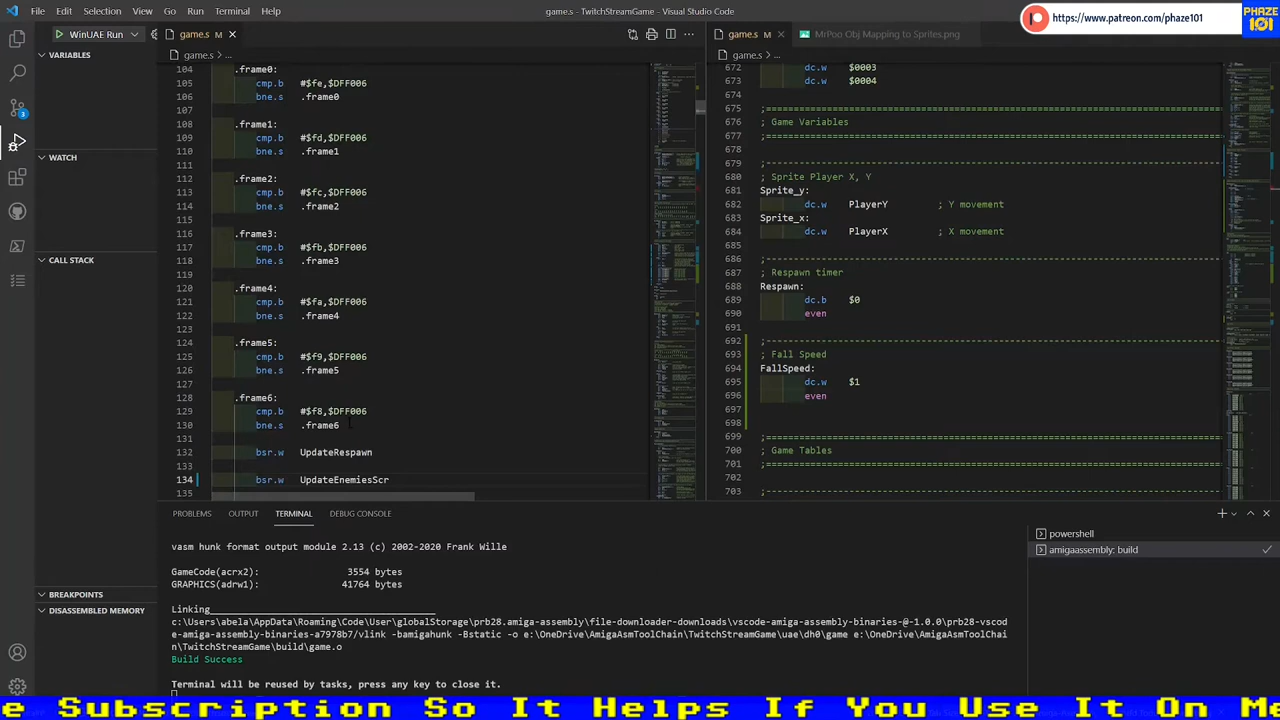 File Edit Selection View Go Run Terminal Help
game.s - TwitchStreamGame - Visual Studio Code
https://www.patreon.com/phaze101
PHAZE
101
WinUAE Run
VARIABLES
WATCH
CALL STACK
BREAKPOINTS
DISASSEMBLED MEMORY
3
game.s
game.s > ...
104 .frame0:
105 cmp.b #$fe,$DFF006
106 bne.s .frame0
107
108 .frame1:
109 cmp.b #$fd,$DFF006
110 bne.s .frame1
111
112 .frame2:
113 cmp.b #$fc,$DFF006
114 bne.s .frame2
115
116 .frame3:
117 cmp.b #$fb,$DFF006
118 bne.s .frame3
119
120 .frame4:
121 cmp.b #$fa,$DFF006
122 bne.s .frame4
123
124 .frame5:
125 cmp.b #$f9,$DFF006
126 bne.s .frame5
127
128 .frame6:
129 cmp.b #$f8,$DFF006
130 bne.s .frame6
131
132 bsr.w UpdateRespawn
133
134 bsr.w UpdateEnemiesScr
135
game.s MrPoo Obj Mapping to Sprites.png
game.s > ...
672 dc.w $0003
673 dc.w $0004
674
675 ;==================================================================
676 ; Game Variables
677 ;==================================================================
678
679 ;------------------------------------------------------------------
680 ; Sprite Player X, Y
681 Sprite_y:
682 dc.w PlayerY ; Y movement
683 Sprite_x:
684 dc.w PlayerX ; X movement
685
686 ;------------------------------------------------------------------
687 ; Respawn timer
688 Respawn:
689 dc.b $0
690 even
691
692 ;------------------------------------------------------------------
693 ; Fall Speed
694 FallSpeed:
695 dc.w $1
696 even
697
698
699 ;==================================================================
700 ; Game Tables
701 ;==================================================================
702
703 ;------------------------------------------------------------------
PROBLEMS OUTPUT TERMINAL DEBUG CONSOLE
vasm hunk format output module 2.13 (c) 2002-2020 Frank Wille
GameCode(acrx2): 3554 bytes
GRAPHICS(adrw1): 41764 bytes
Linking_______________________________________
c:\Users\abela\AppData\Roaming\Code\User\globalStorage\prb28.amiga-assembly\file-downloader-downloads\vscode-amiga-assembly-binaries-@-1.0.0\prb28-vscod
e-amiga-assembly-binaries-a7978b7/vlink -bamigahunk -Bstatic -o e:\OneDrive\AmigaAsmToolChain\TwitchStreamGame\uae\dh0\game e:\OneDrive\AmigaAsmToolChai
n\TwitchStreamGame\build\game.o
Build Success
Terminal will be reused by tasks, press any key to close it.
powershell
amigaassembly: build
e Subscription So It Helps If You Use It On Me